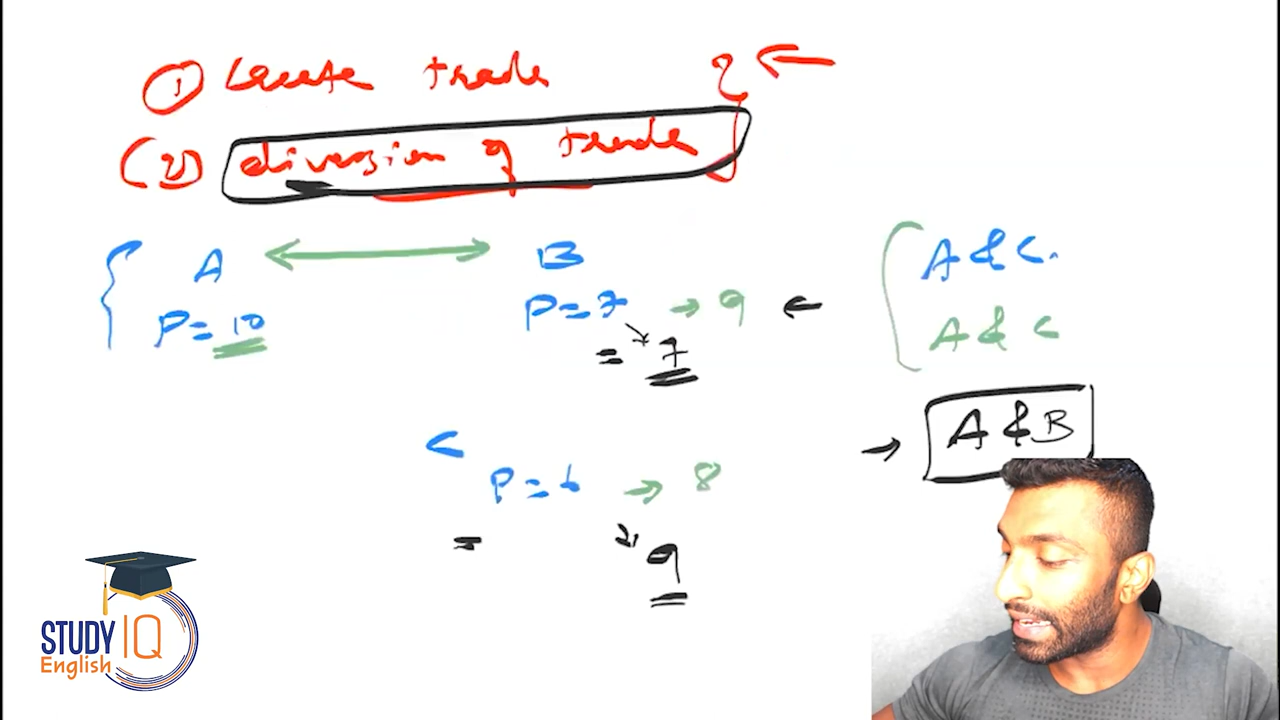 ① create trade
(2) diversion of trade
A B
P = 10 P = 7 → 9
= 7
A & C.
A & C
→ A & B
C
P = 6 → 8
= 9
STUDY IQ
English